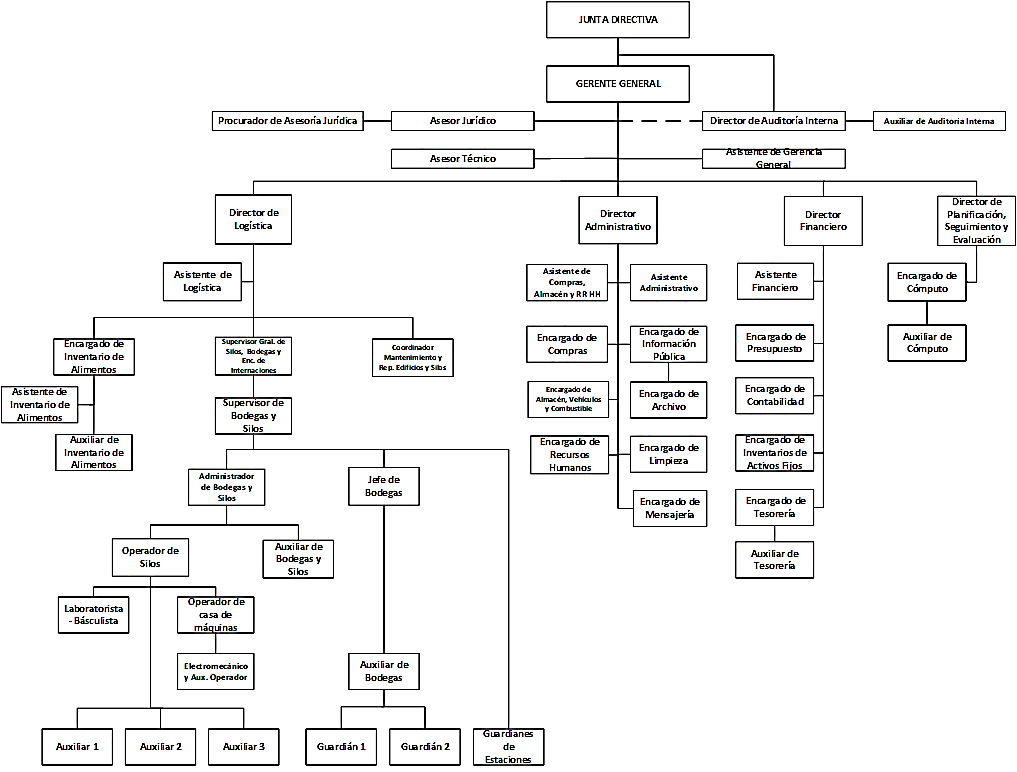 JUNTA DIRECTIVA
GERENTE GENERAL
Procurador de Asesoría Jurídica
Asesor Jurídico
Director de Auditoría Interna
Auxiliar de Auditoría Interna
Asesor Técnico
Asistente de Gerencia
General
Director de
Logística
Director
Administrativo
Director
Financiero
Director de
Planificación,
Seguimiento y
Evaluación
Asistente de
Logística
Asistente de
Compras,
Almacén y RR HH
Asistente
Administrativo
Asistente
Financiero
Encargado de
Cómputo
Encargado de
Inventario de
Alimentos
Supervisor Gral. de
Silos, Bodegas y
Enc. de
Internaciones
Coordinador
Mantenimiento y
Rep. Edificios y Silos
Encargado de
Compras
Encargado de
Información
Pública
Encargado de
Presupuesto
Auxiliar de
Cómputo
Asistente de
Inventario de
Alimentos
Supervisor de
Bodegas y
Silos
Encargado de
Almacén, Vehículos
y Combustible
Encargado de
Archivo
Encargado de
Contabilidad
Auxiliar de
Inventario de
Alimentos
Encargado de
Recursos
Humanos
Encargado de
Limpieza
Encargado de
Inventarios de
Activos Fijos
Administrador
de Bodegas y
Silos
Jefe de
Bodegas
Encargado de
Mensajería
Encargado de
Tesorería
Operador de
Silos
Auxiliar de
Bodegas y
Silos
Auxiliar de
Tesorería
Laboratorista
- Básculista
Operador de
casa de
máquinas
Electromecánico
y Aux. Operador
Auxiliar de
Bodegas
Auxiliar 1
Auxiliar 2
Auxiliar 3
Guardián 1
Guardián 2
Guardianes
de
Estaciones